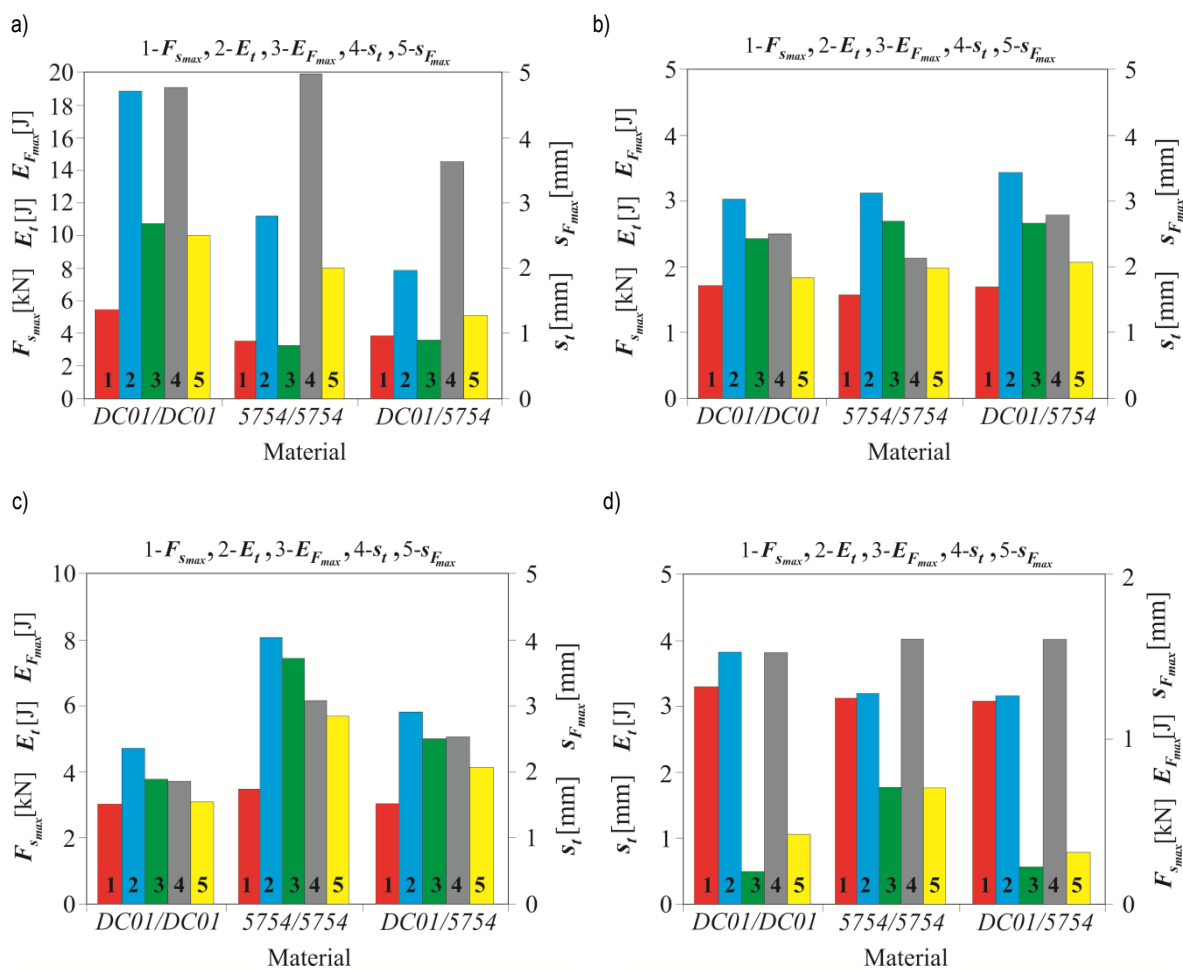 a)
1-Fsmax, 2-Et, 3-EFmax, 4-st, 5-sFmax
20
18
16
14
12
10
8
6
4
2
0
Fsmax[kN] Et[J] EFmax[J]
5
4
3
2
1
0
st[mm] sFmax[mm]
1 2 3 4 5
1 2 3 4 5
1 2 3 4 5
DC01/DC01 5754/5754 DC01/5754
Material
b)
1-Fsmax, 2-Et, 3-EFmax, 4-st, 5-sFmax
5
4
3
2
1
0
Fsmax[kN] Et[J] EFmax[J]
5
4
3
2
1
0
st[mm] sFmax[mm]
1 2 3 4 5
1 2 3 4 5
1 2 3 4 5
DC01/DC01 5754/5754 DC01/5754
Material
c)
1-Fsmax, 2-Et, 3-EFmax, 4-st, 5-sFmax
10
8
6
4
2
0
Fsmax[kN] Et[J] EFmax[J]
5
4
3
2
1
0
st[mm] sFmax[mm]
1 2 3 4 5
1 2 3 4 5
1 2 3 4 5
DC01/DC01 5754/5754 DC01/5754
Material
d)
1-Fsmax, 2-Et, 3-EFmax, 4-st, 5-sFmax
5
4
3
2
1
0
st[mm] Et[J]
2
1
0
Fsmax[kN] EFmax[J] sFmax[mm]
1 2 3 4 5
1 2 3 4 5
1 2 3 4 5
DC01/DC01 5754/5754 DC01/5754
Material